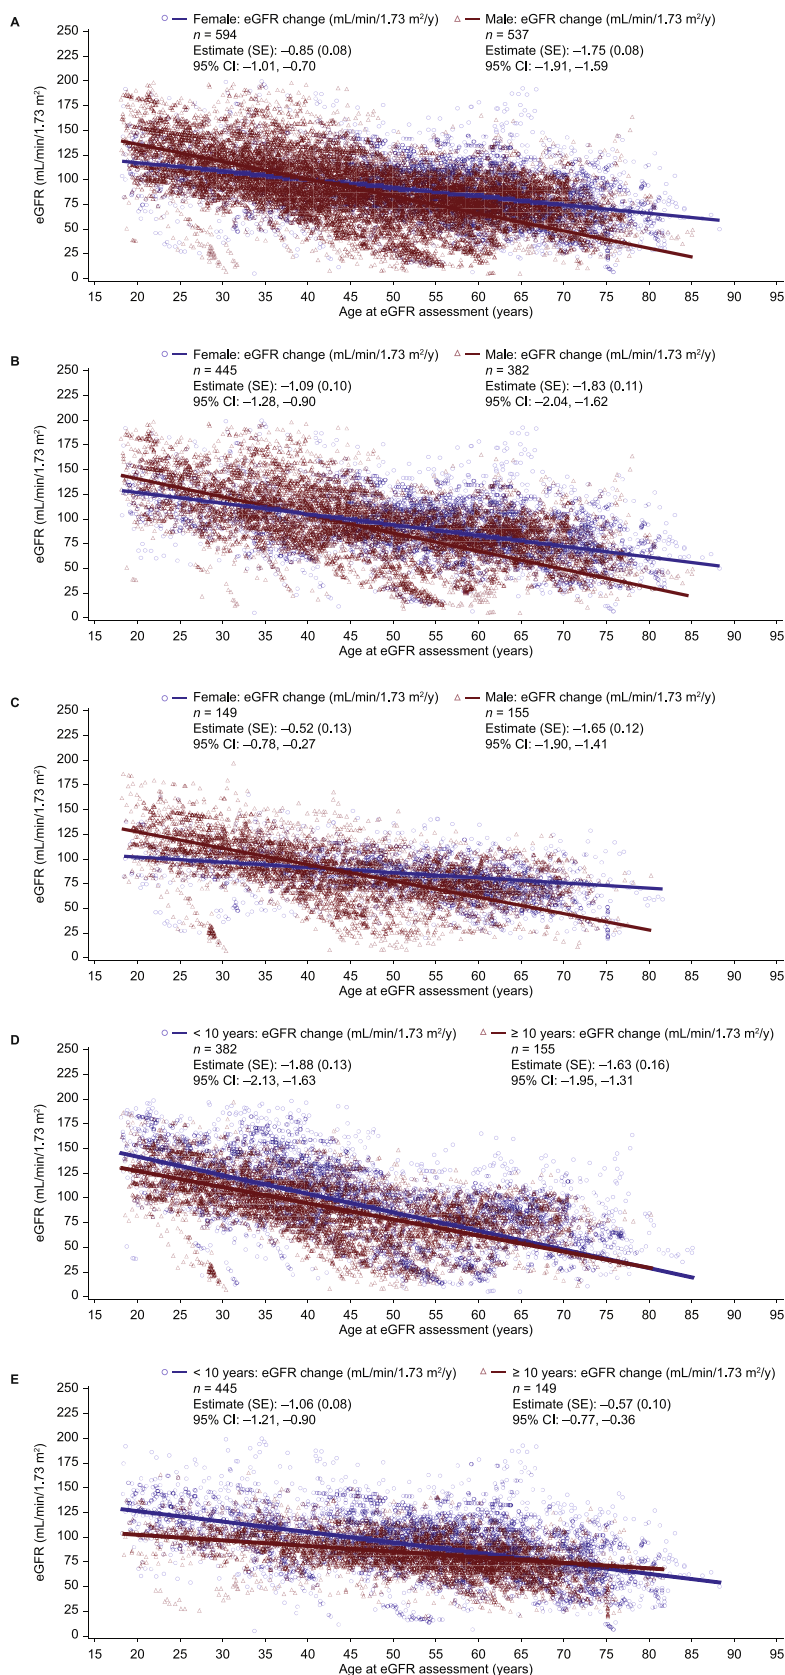 A
Female: eGFR change (mL/min/1.73 m²/y)
n = 594
Estimate (SE): –0.85 (0.08)
95% CI: –1.01, –0.70
Male: eGFR change (mL/min/1.73 m²/y)
n = 537
Estimate (SE): –1.75 (0.08)
95% CI: –1.91, –1.59
eGFR (mL/min/1.73 m²)
250
225
200
175
150
125
100
75
50
25
0
15 20 25 30 35 40 45 50 55 60 65 70 75 80 85 90 95
Age at eGFR assessment (years)
B
Female: eGFR change (mL/min/1.73 m²/y)
n = 445
Estimate (SE): –1.09 (0.10)
95% CI: –1.28, –0.90
Male: eGFR change (mL/min/1.73 m²/y)
n = 382
Estimate (SE): –1.83 (0.11)
95% CI: –2.04, –1.62
eGFR (mL/min/1.73 m²)
250
225
200
175
150
125
100
75
50
25
0
15 20 25 30 35 40 45 50 55 60 65 70 75 80 85 90 95
Age at eGFR assessment (years)
C
Female: eGFR change (mL/min/1.73 m²/y)
n = 149
Estimate (SE): –0.52 (0.13)
95% CI: –0.78, –0.27
Male: eGFR change (mL/min/1.73 m²/y)
n = 155
Estimate (SE): –1.65 (0.12)
95% CI: –1.90, –1.41
eGFR (mL/min/1.73 m²)
250
225
200
175
150
125
100
75
50
25
0
15 20 25 30 35 40 45 50 55 60 65 70 75 80 85 90 95
Age at eGFR assessment (years)
D
< 10 years: eGFR change (mL/min/1.73 m²/y)
n = 382
Estimate (SE): –1.88 (0.13)
95% CI: –2.13, –1.63
≥ 10 years: eGFR change (mL/min/1.73 m²/y)
n = 155
Estimate (SE): –1.63 (0.16)
95% CI: –1.95, –1.31
eGFR (mL/min/1.73 m²)
250
225
200
175
150
125
100
75
50
25
0
15 20 25 30 35 40 45 50 55 60 65 70 75 80 85 90 95
Age at eGFR assessment (years)
E
< 10 years: eGFR change (mL/min/1.73 m²/y)
n = 445
Estimate (SE): –1.06 (0.08)
95% CI: –1.21, –0.90
≥ 10 years: eGFR change (mL/min/1.73 m²/y)
n = 149
Estimate (SE): –0.57 (0.10)
95% CI: –0.77, –0.36
eGFR (mL/min/1.73 m²)
250
225
200
175
150
125
100
75
50
25
0
15 20 25 30 35 40 45 50 55 60 65 70 75 80 85 90 95
Age at eGFR assessment (years)